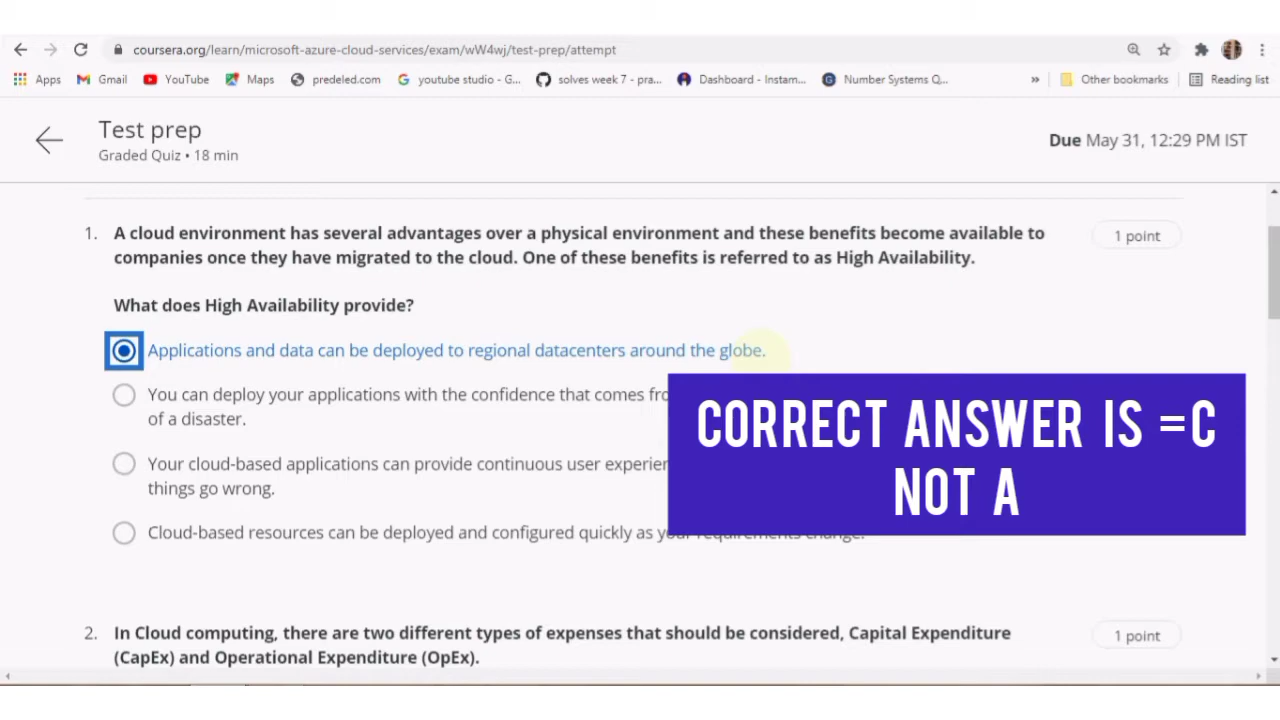 coursera.org/learn/microsoft-azure-cloud-services/exam/wW4wj/test-prep/attempt
Apps Gmail YouTube Maps predeled.com youtube studio - G... solves week 7 - pra... Dashboard - Instam... Number Systems Q... » Other bookmarks Reading list
Test prep
Graded Quiz • 18 min
Due May 31, 12:29 PM IST
1. A cloud environment has several advantages over a physical environment and these benefits become available to
companies once they have migrated to the cloud. One of these benefits is referred to as High Availability.
1 point
What does High Availability provide?
Applications and data can be deployed to regional datacenters around the globe.
You can deploy your applications with the confidence that comes
of a disaster.
Your cloud-based applications can provide continuous user
things go wrong.
Cloud-based resources can be deployed and configured quickly as your requirements change.
CORRECT ANSWER IS =C
NOT A
2. In Cloud computing, there are two different types of expenses that should be considered, Capital Expenditure
(CapEx) and Operational Expenditure (OpEx).
1 point